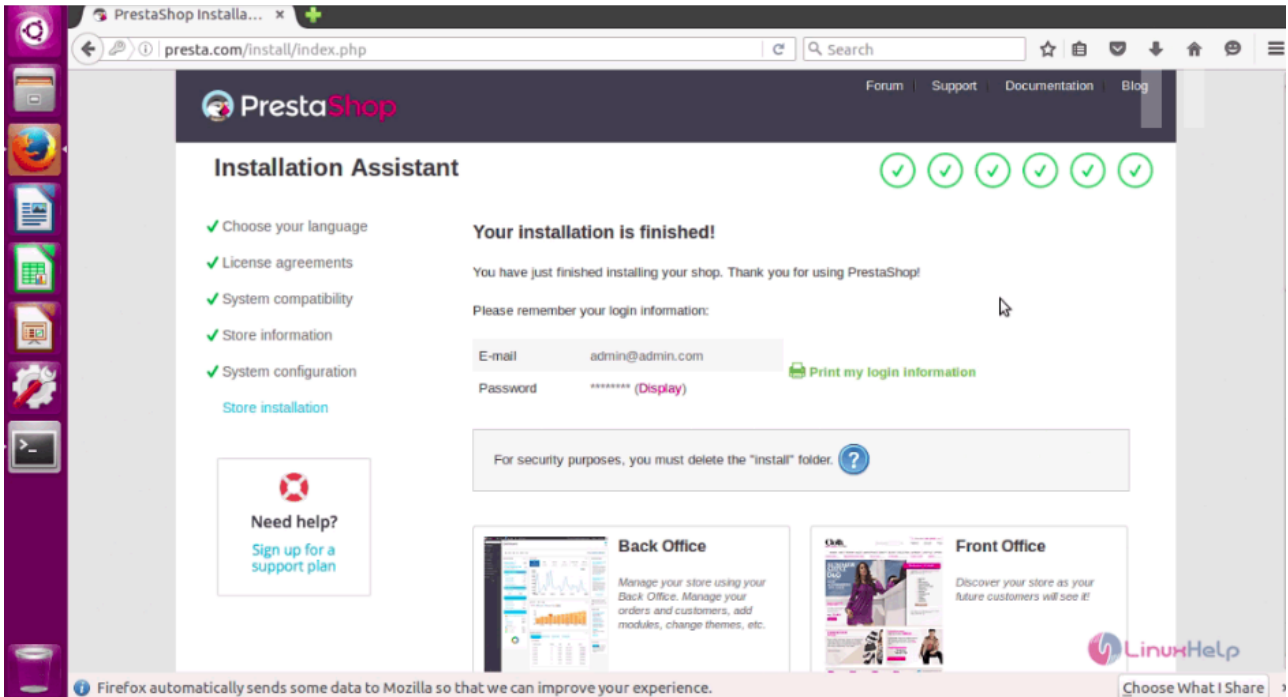 PrestaShop Installa...
presta.com/install/index.php
Search
PrestaShop
Forum
Support
Documentation
Blog
Installation Assistant
Choose your language
License agreements
System compatibility
Store information
System configuration
Store installation
Need help?
Sign up for a
support plan
Your installation is finished!
You have just finished installing your shop. Thank you for using PrestaShop!
Please remember your login information:
E-mail admin@admin.com
Password ******** (Display)
Print my login information
For security purposes, you must delete the "install" folder.
?
Back Office
Manage your store using your
Back Office. Manage your
orders and customers, add
modules, change themes, etc.
Front Office
Discover your store as your
future customers will see it!
LinuxHelp
Firefox automatically sends some data to Mozilla so that we can improve your experience.
Choose What I Share